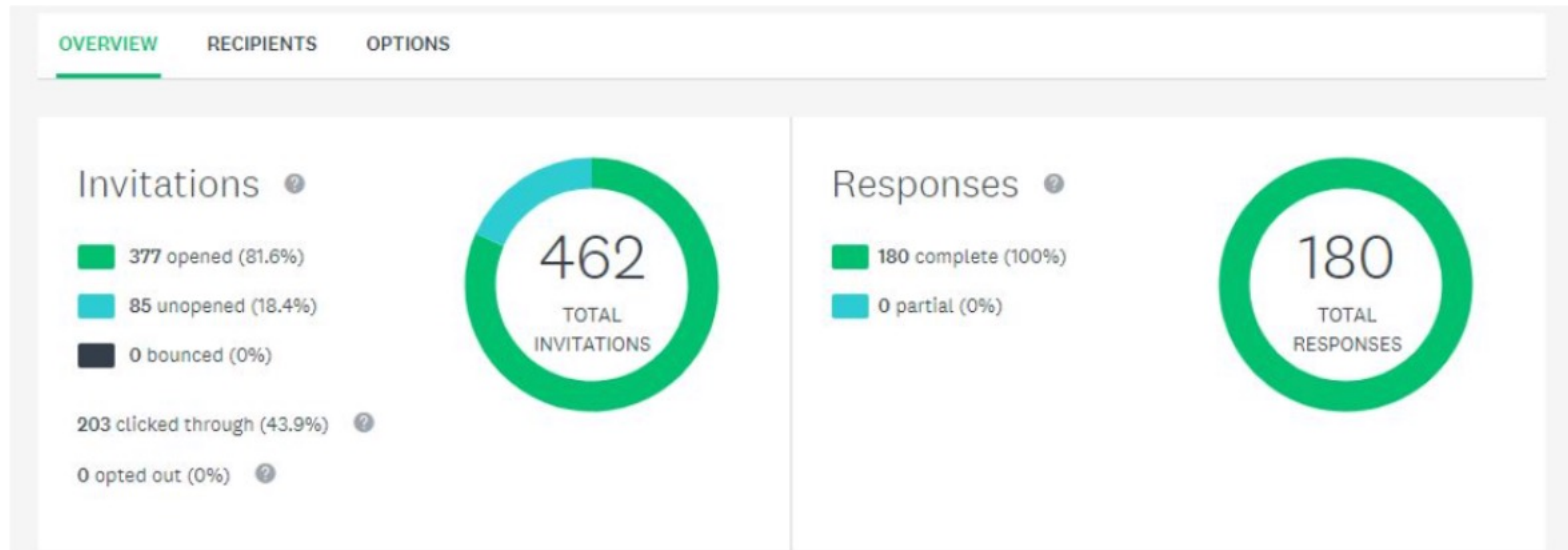 OVERVIEW RECIPIENTS OPTIONS
Invitations ?
377 opened (81.6%)
85 unopened (18.4%)
0 bounced (0%)
203 clicked through (43.9%) ?
0 opted out (0%) ?
462
TOTAL
INVITATIONS
Responses ?
180 complete (100%)
0 partial (0%)
180
TOTAL
RESPONSES